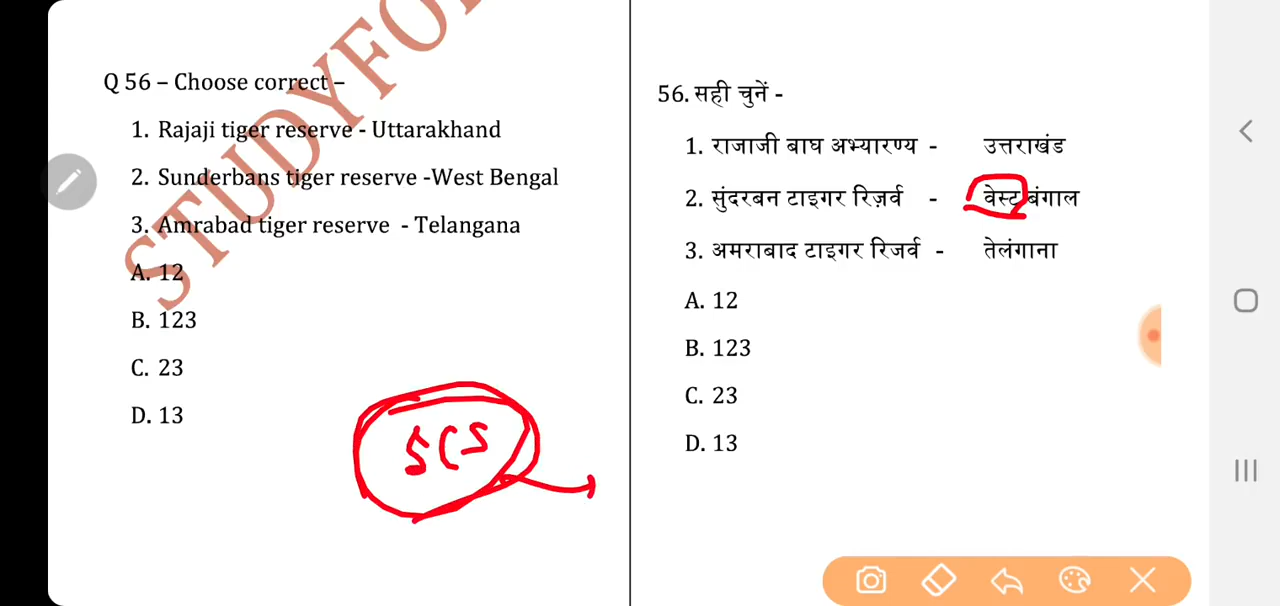 Q 56 – Choose correct –
1. Rajaji tiger reserve - Uttarakhand
2. Sunderbans tiger reserve -West Bengal
3. Amrabad tiger reserve - Telangana
A. 12
B. 123
C. 23
D. 13
STUDYFO
SCS
56. सही चुनें -
1. राजाजी बाघ अभ्यारण्य - उत्तराखंड
2. सुंदरबन टाइगर रिज़र्व - वेस्ट बंगाल
3. अमराबाद टाइगर रिजर्व - तेलंगाना
A. 12
B. 123
C. 23
D. 13